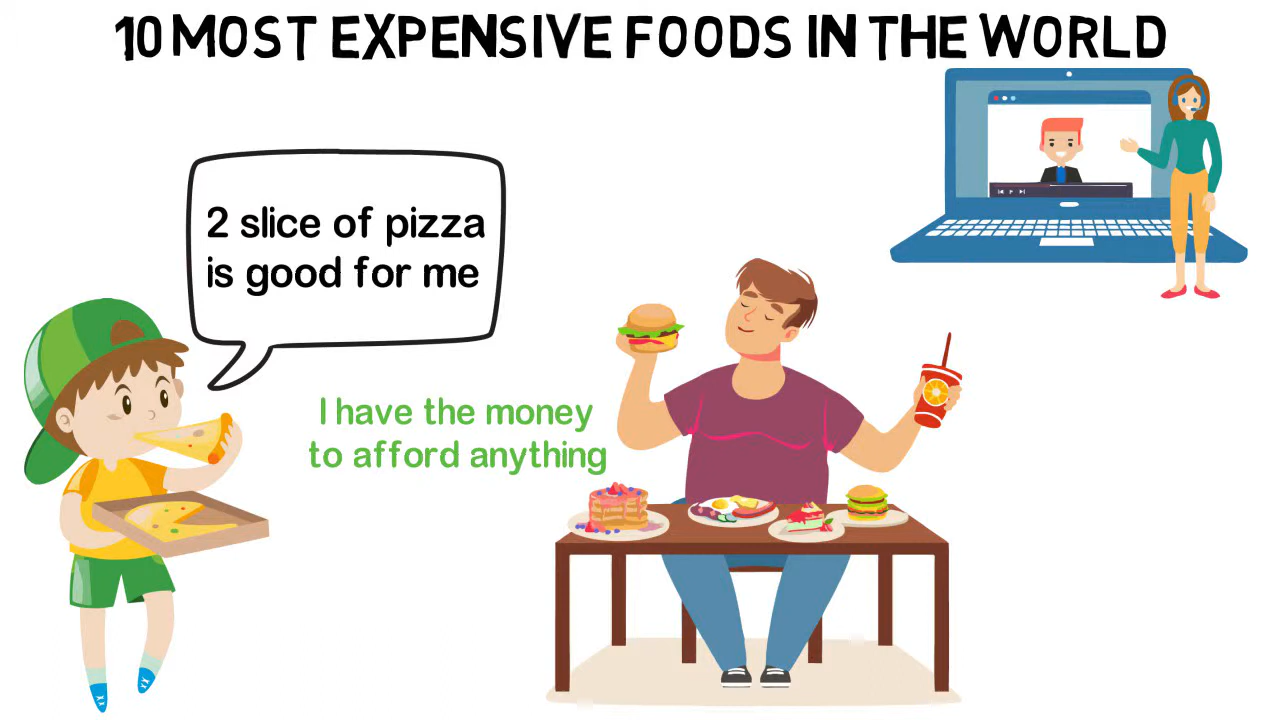 10 MOST EXPENSIVE FOODS IN THE WORLD
2 slice of pizza
is good for me
I have the money
to afford anything